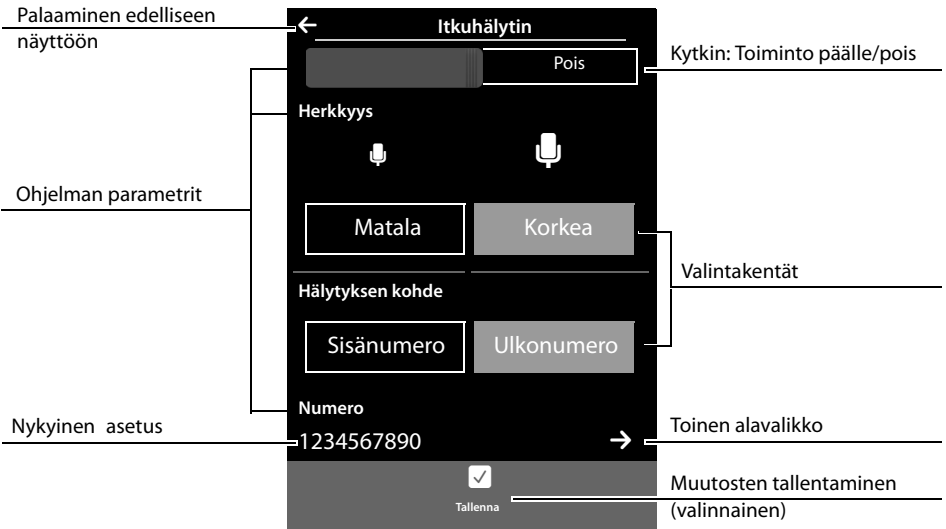 Palaaminen edelliseen
näyttöön
Itkuhälytin
Pois
Kytkin: Toiminto päälle/pois
Herkkyys
Ohjelman parametrit
Matala
Korkea
Valintakentät
Hälytyksen kohde
Sisänumero
Ulkonumero
Numero
Nykyinen asetus
1234567890
Toinen alavalikko
Tallenna
Muutosten tallentaminen
(valinnainen)